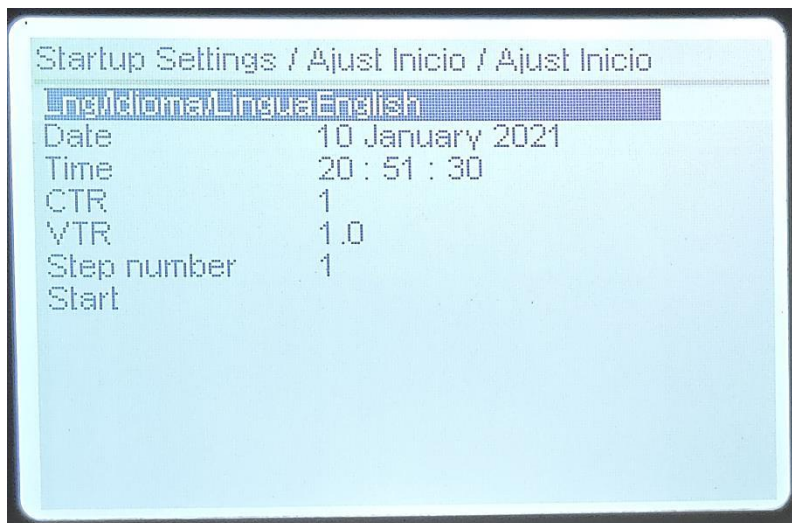 Startup Settings / Ajust Inicio / Ajust Inicio
Lng/Idioma/Lingua English
Date 10 January 2021
Time 20 : 51 : 30
CTR 1
VTR 1.0
Step number 1
Start